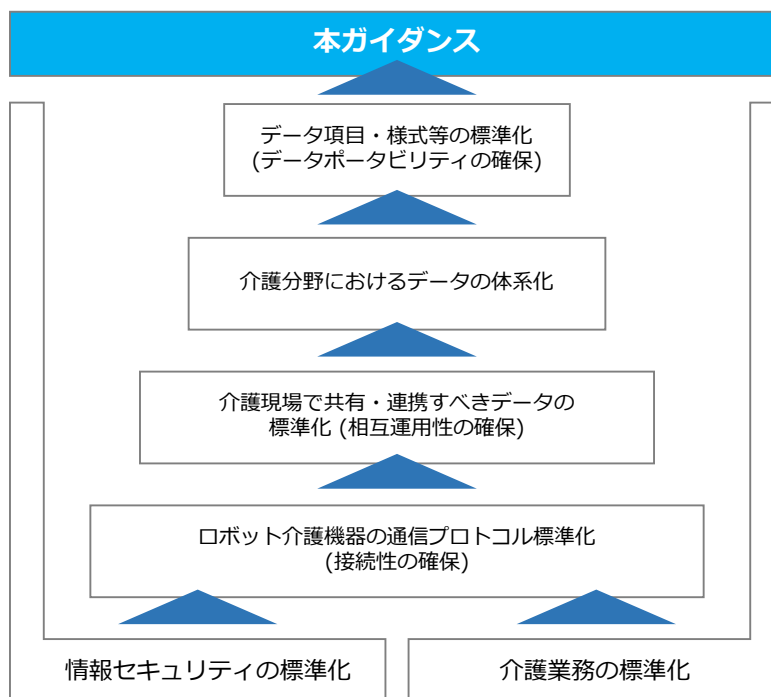 本ガイダンス
データ項目・様式等の標準化
(データポータビリティの確保)
介護分野におけるデータの体系化
介護現場で共有・連携すべきデータの
標準化 (相互運用性の確保)
ロボット介護機器の通信プロトコル標準化
(接続性の確保)
情報セキュリティの標準化
介護業務の標準化